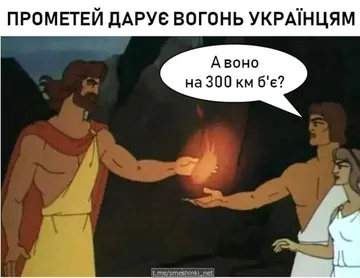 ПРОМЕТЕЙ ДАРУЄ ВОГОНЬ УКРАЇНЦЯМ
А воно
на 300 км б'є?
t.me/smeshinki_net